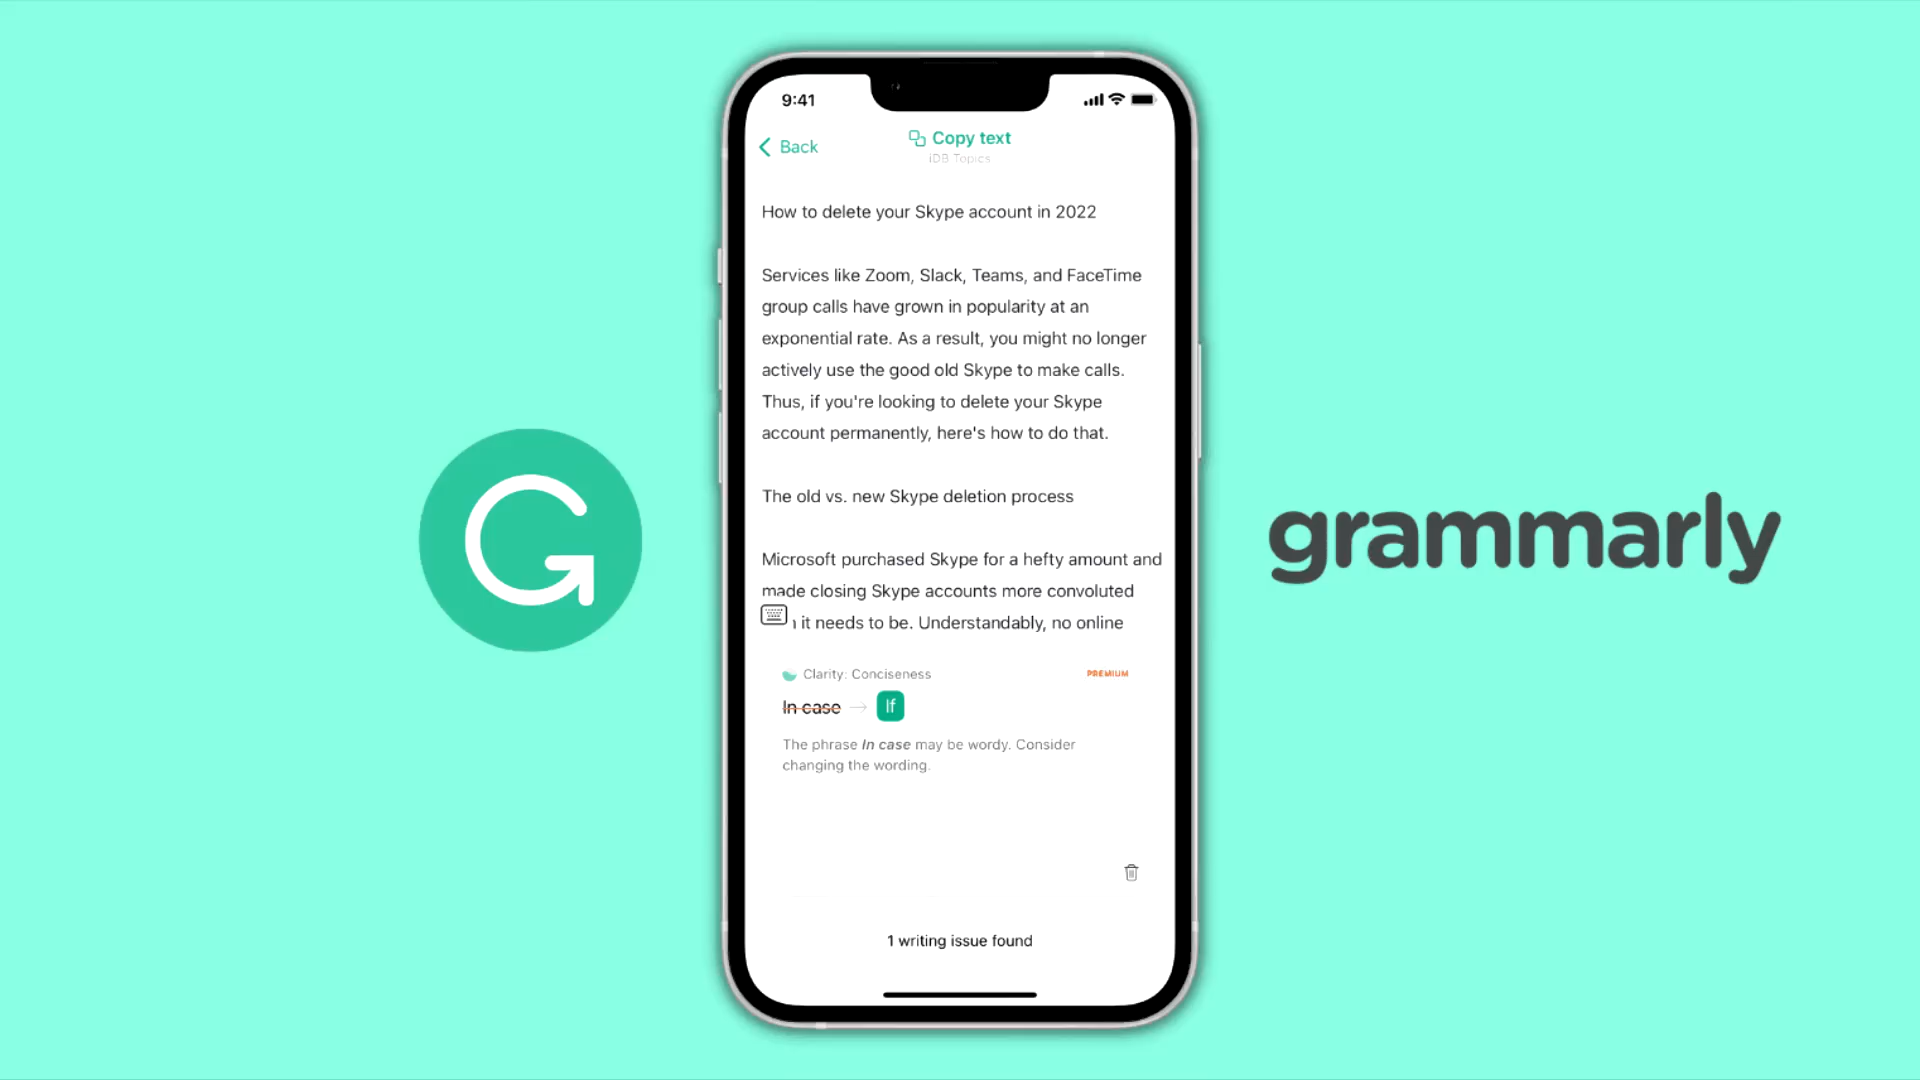 9:41
Back
Copy text
iDB Topics
How to delete your Skype account in 2022
Services like Zoom, Slack, Teams, and FaceTime
group calls have grown in popularity at an
exponential rate. As a result, you might no longer
actively use the good old Skype to make calls.
Thus, if you're looking to delete your Skype
account permanently, here's how to do that.
The old vs. new Skype deletion process
Microsoft purchased Skype for a hefty amount and
made closing Skype accounts more convoluted
it needs to be. Understandably, no online
Clarity: Conciseness
PREMIUM
In case → If
The phrase In case may be wordy. Consider
changing the wording.
1 writing issue found
G
grammarly